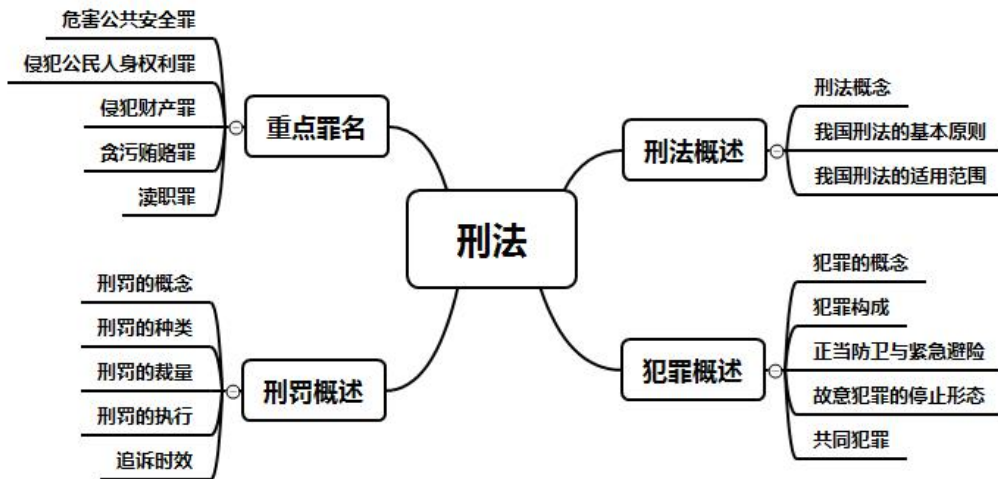 刑法
刑法概述
刑法概念
我国刑法的基本原则
我国刑法的适用范围
犯罪概述
犯罪的概念
犯罪构成
正当防卫与紧急避险
故意犯罪的停止形态
共同犯罪
重点罪名
危害公共安全罪
侵犯公民人身权利罪
侵犯财产罪
贪污贿赂罪
渎职罪
刑罚概述
刑罚的概念
刑罚的种类
刑罚的裁量
刑罚的执行
追诉时效